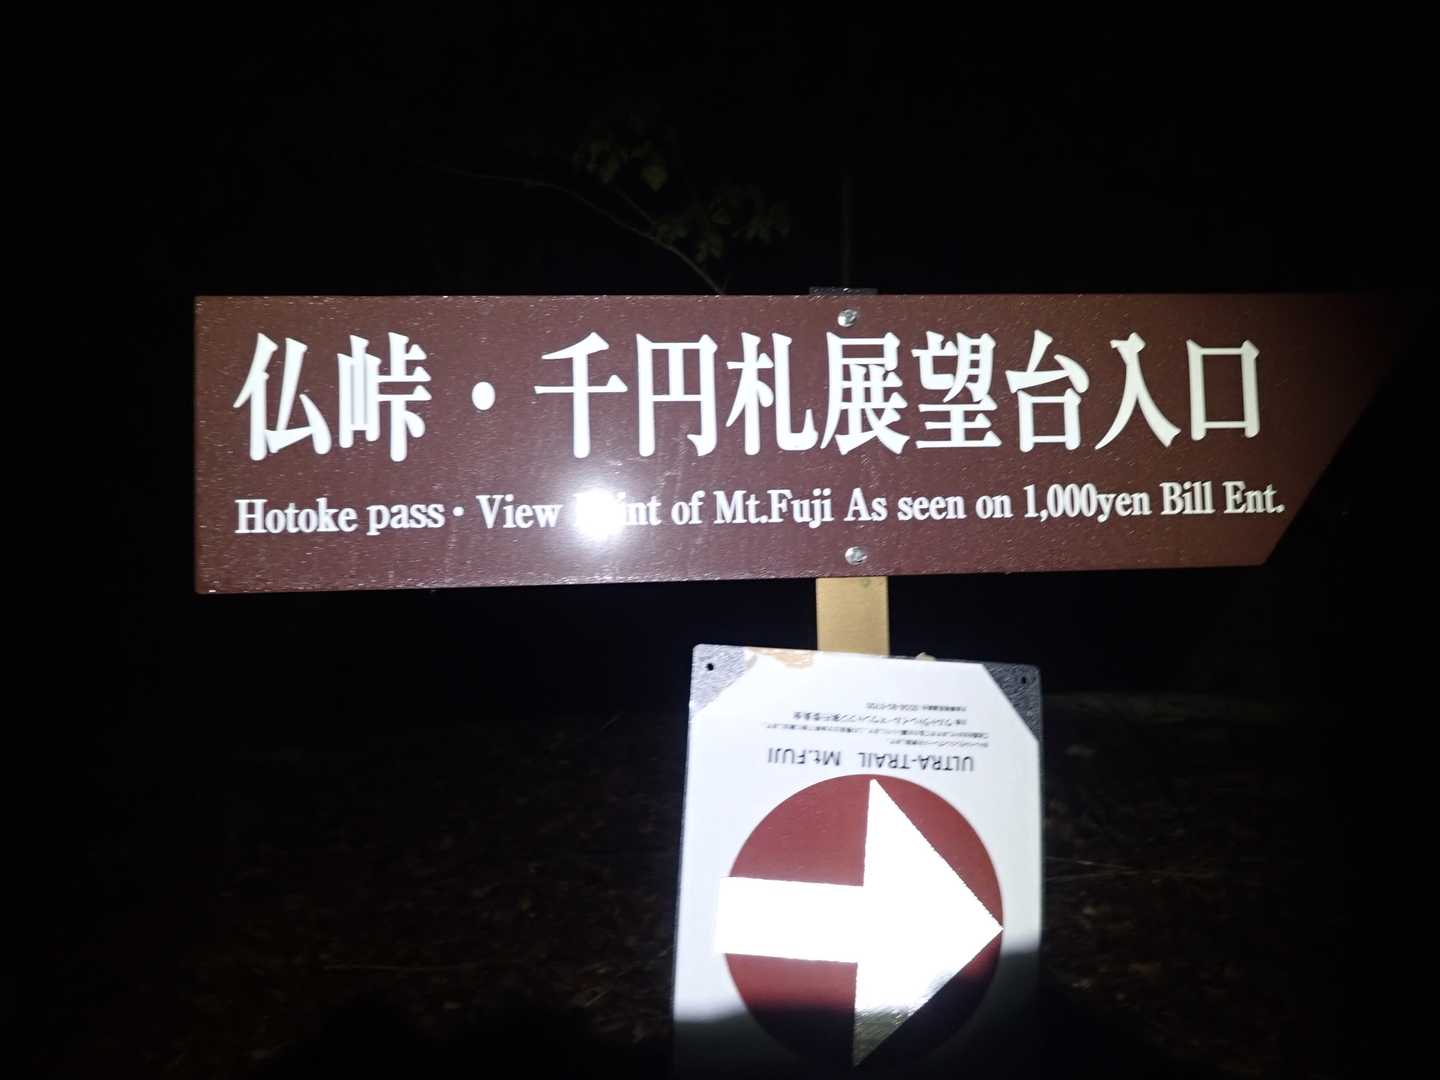 仏峠・千円札展望台入口
Hotoke pass・View Point of Mt.Fuji As seen on 1,000yen Bill Ent.
ULTRA-TRAIL Mt.FUJI